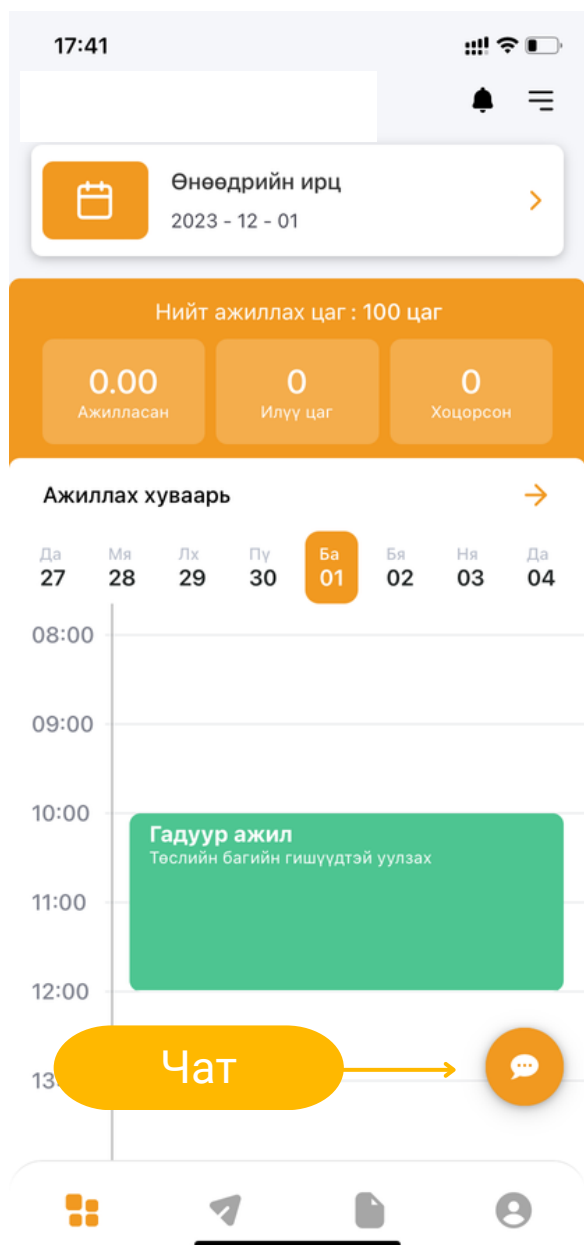 17:41
Өнөөдрийн ирц
2023 - 12 - 01
Нийт ажиллах цаг : 100 цаг
0.00 0 0
Ажилласан Илүү цаг Хоцорсон
Ажиллах хуваарь
Да Мя Лх Пү Ба Бя Ня Да
27 28 29 30 01 02 03 04
08:00
09:00
10:00
Гадуур ажил
Төслийн багийн гишүүдтэй уулзах
11:00
12:00
Чат
13